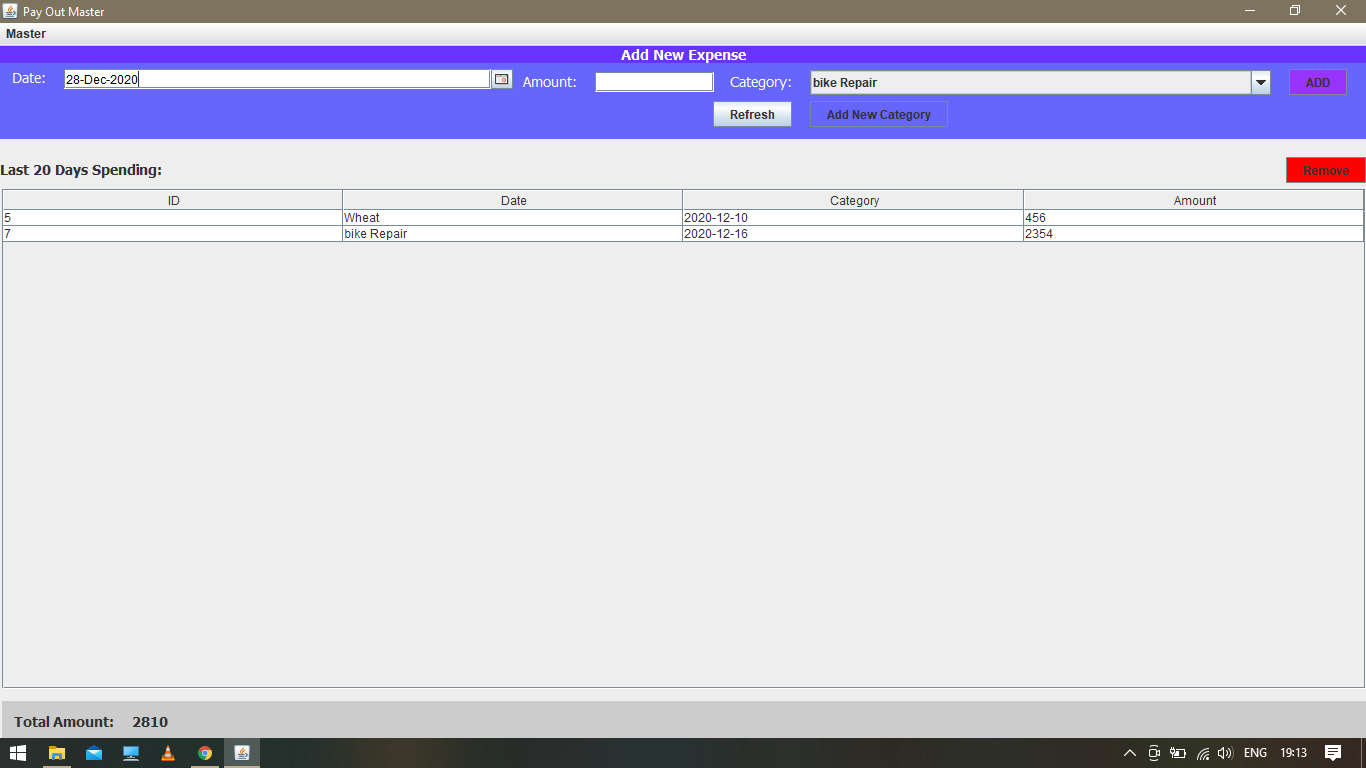 Pay Out Master
Master
Add New Expense
Date: 28-Dec-2020 Amount: Category: bike Repair ADD
Refresh Add New Category
Last 20 Days Spending: Remove
ID Date Category Amount
5 Wheat 2020-12-10 456
7 bike Repair 2020-12-16 2354
Total Amount: 2810
ENG 19:13